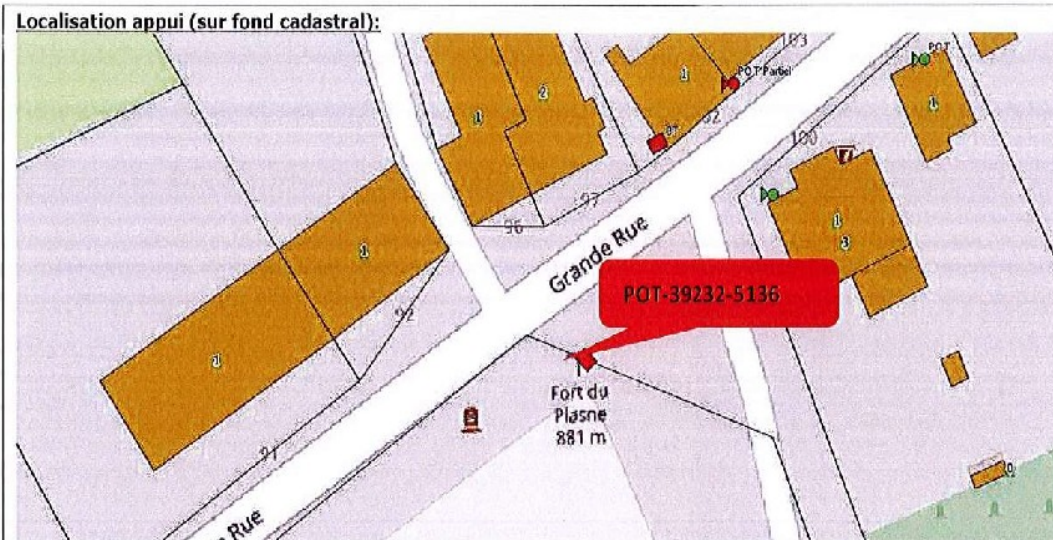 Localisation appui (sur fond cadastral):
103
POT
1
2
1
POT Partiel
1
92
BT
100
97
96
1
3
1
Grande Rue
POT-39232-5136
92
1
Fort du
Plasne
881 m
91
Rue